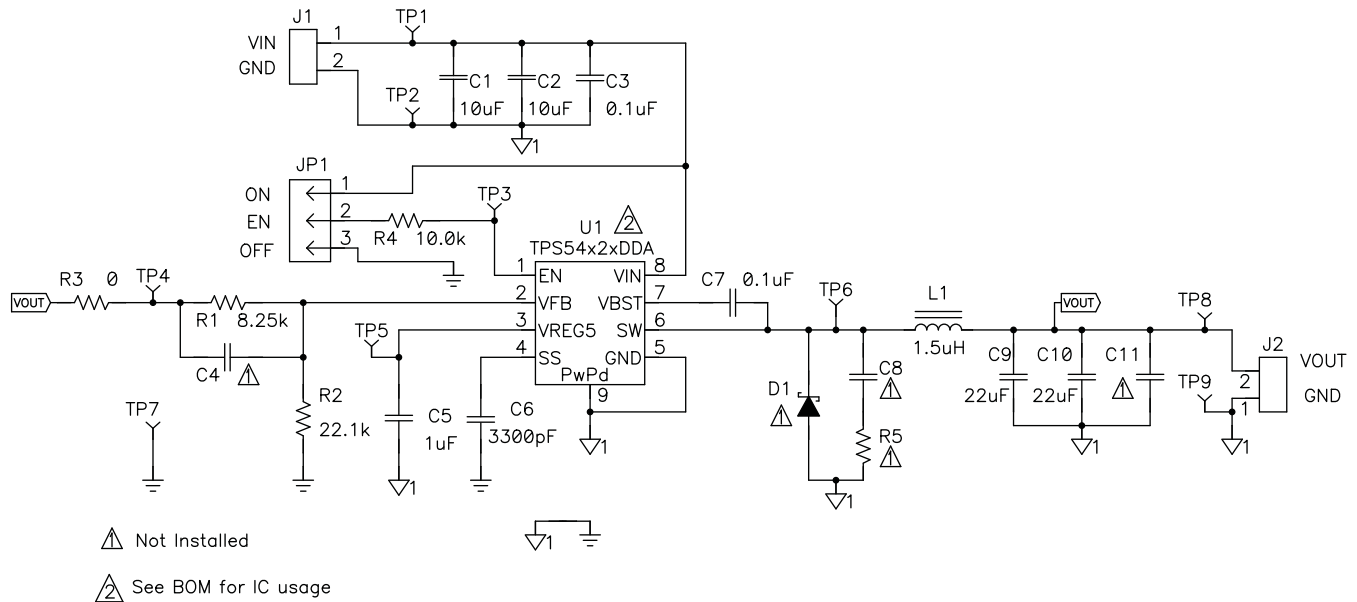 J1
VIN 1
GND 2
TP1
TP2
C1
10uF
C2
10uF
C3
0.1uF
1
JP1
ON 1
EN 2
OFF 3
R4 10.0k
TP3
U1 2
TPS54x2xDDA
1 EN VIN 8
2 VFB VBST 7
3 VREG5 SW 6
4 SS GND 5
PwPd
9
1
VOUT
R3 0
TP4
R1 8.25k
C4 1
R2
22.1k
TP5
C5
1uF
1
C6
3300pF
TP7
C7 0.1uF
TP6
D1
1
C8
1
R5
1
1
L1
1.5uH
VOUT
C9
22uF
C10
22uF
C11
1
1
TP8
TP9
J2
2 VOUT
1 GND
1
1
1 Not Installed
2 See BOM for IC usage